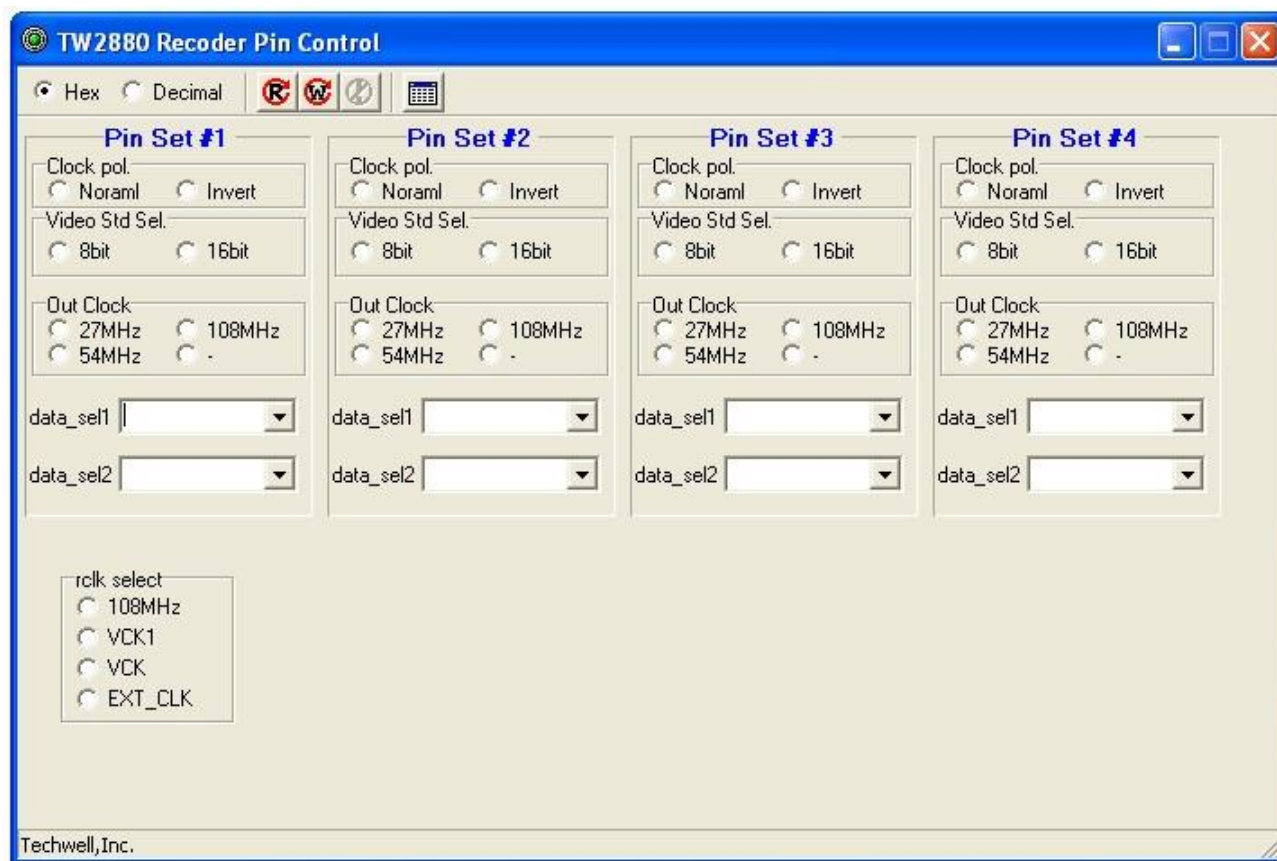 TW2880 Recoder Pin Control
Hex Decimal R W
Pin Set #1 Pin Set #2 Pin Set #3 Pin Set #4
Clock pol. Clock pol. Clock pol. Clock pol.
Noraml Invert Noraml Invert Noraml Invert Noraml Invert
Video Std Sel. Video Std Sel. Video Std Sel. Video Std Sel.
8bit 16bit 8bit 16bit 8bit 16bit 8bit 16bit
Out Clock Out Clock Out Clock Out Clock
27MHz 108MHz 27MHz 108MHz 27MHz 108MHz 27MHz 108MHz
54MHz - 54MHz - 54MHz - 54MHz -
data_sel1 data_sel1 data_sel1 data_sel1
data_sel2 data_sel2 data_sel2 data_sel2
rclk select
108MHz
VCK1
VCK
EXT_CLK
Techwell,Inc.